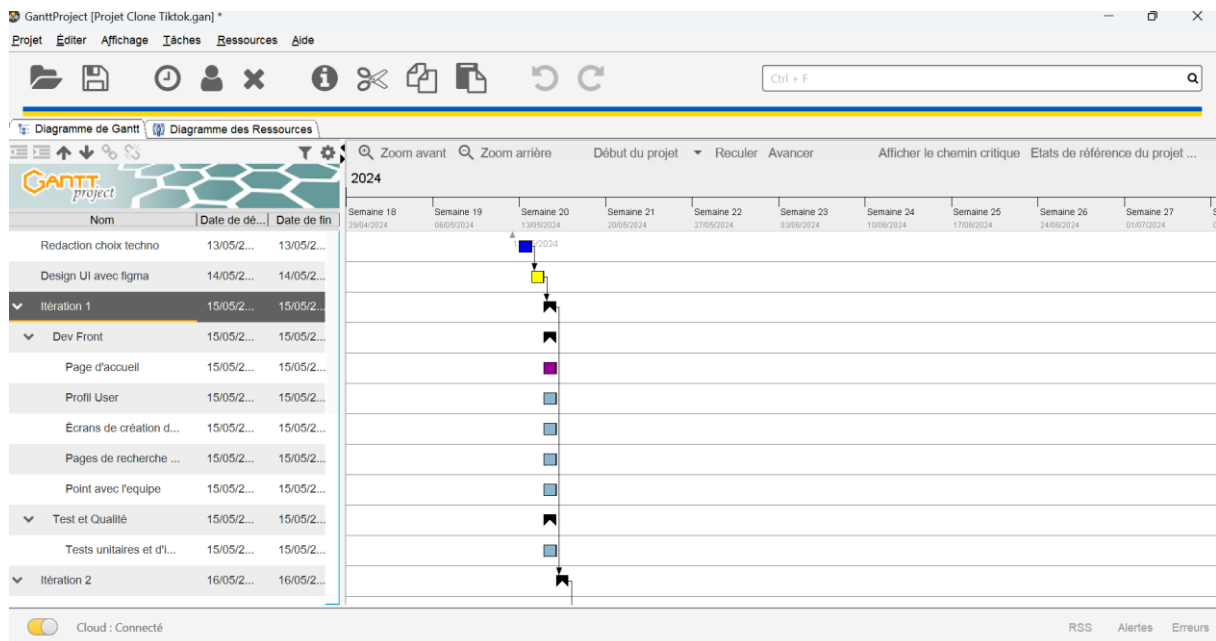 GanttProject [Projet Clone Tiktok.gan] *
Projet Éditer Affichage Tâches Ressources Aide
Ctrl + F
Diagramme de Gantt Diagramme des Ressources
Zoom avant Zoom arrière Début du projet Reculer Avancer Afficher le chemin critique Etats de référence du projet ...
GANTT project
2024
Semaine 18 Semaine 19 Semaine 20 Semaine 21 Semaine 22 Semaine 23 Semaine 24 Semaine 25 Semaine 26 Semaine 27
29/04/2024 06/05/2024 13/05/2024 20/05/2024 27/05/2024 03/06/2024 10/06/2024 17/06/2024 24/06/2024 01/07/2024
Nom Date de dé... Date de fin
Redaction choix techno 13/05/2... 13/05/2...
Design UI avec figma 14/05/2... 14/05/2...
Itération 1 15/05/2... 15/05/2...
Dev Front 15/05/2... 15/05/2...
Page d'accueil 15/05/2... 15/05/2...
Profil User 15/05/2... 15/05/2...
Écrans de création d... 15/05/2... 15/05/2...
Pages de recherche ... 15/05/2... 15/05/2...
Point avec l'equipe 15/05/2... 15/05/2...
Test et Qualité 15/05/2... 15/05/2...
Tests unitaires et d'i... 15/05/2... 15/05/2...
Itération 2 16/05/2... 16/05/2...
Cloud : Connecté RSS Alertes Erreurs